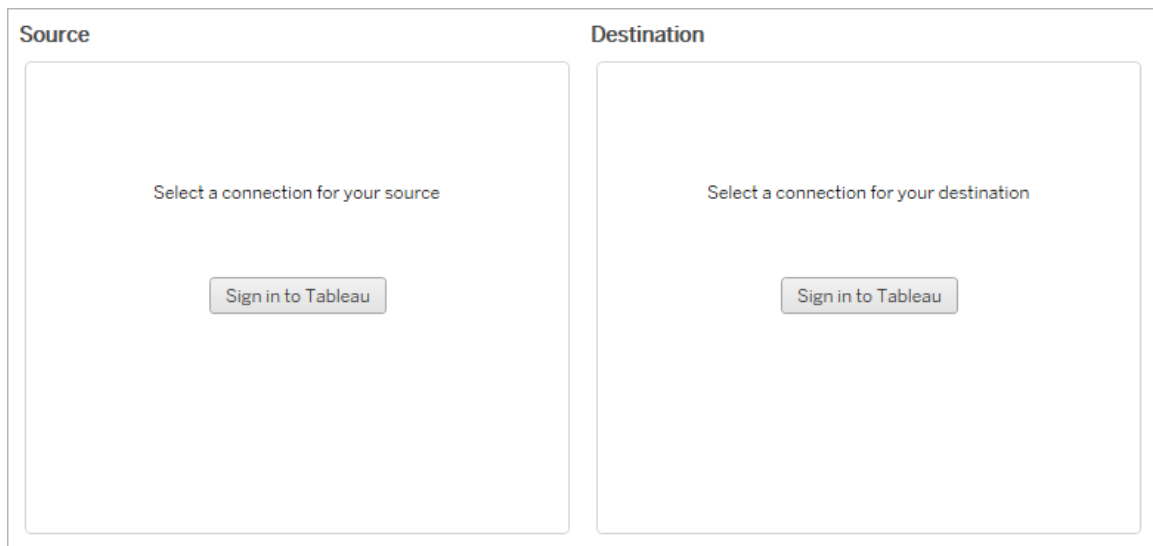 Source
Destination
Select a connection for your source
Select a connection for your destination
Sign in to Tableau
Sign in to Tableau